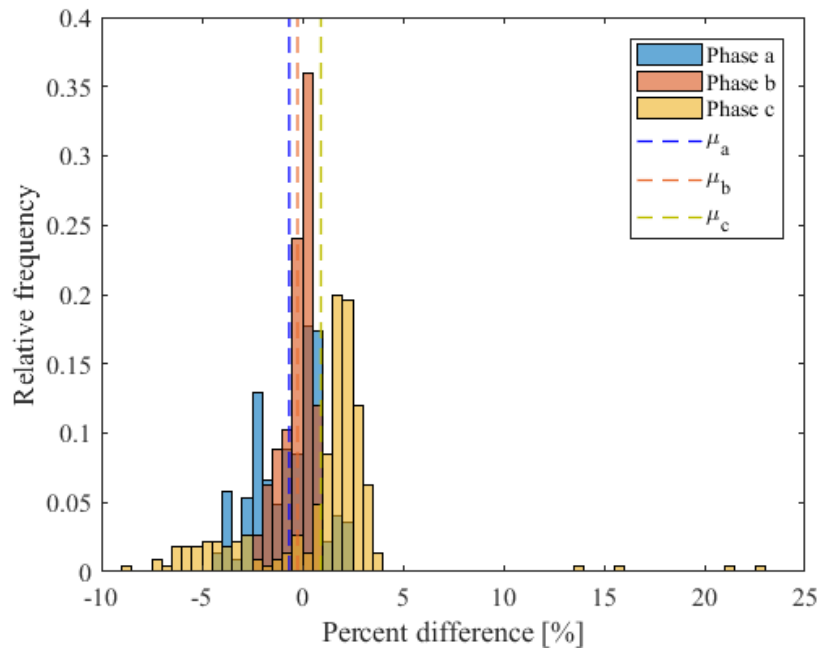 0.4
0.35
0.3
0.25
0.2
0.15
0.1
0.05
0
Relative frequency
Phase a
Phase b
Phase c
μa
μb
μc
-10 -5 0 5 10 15 20 25
Percent difference [%]